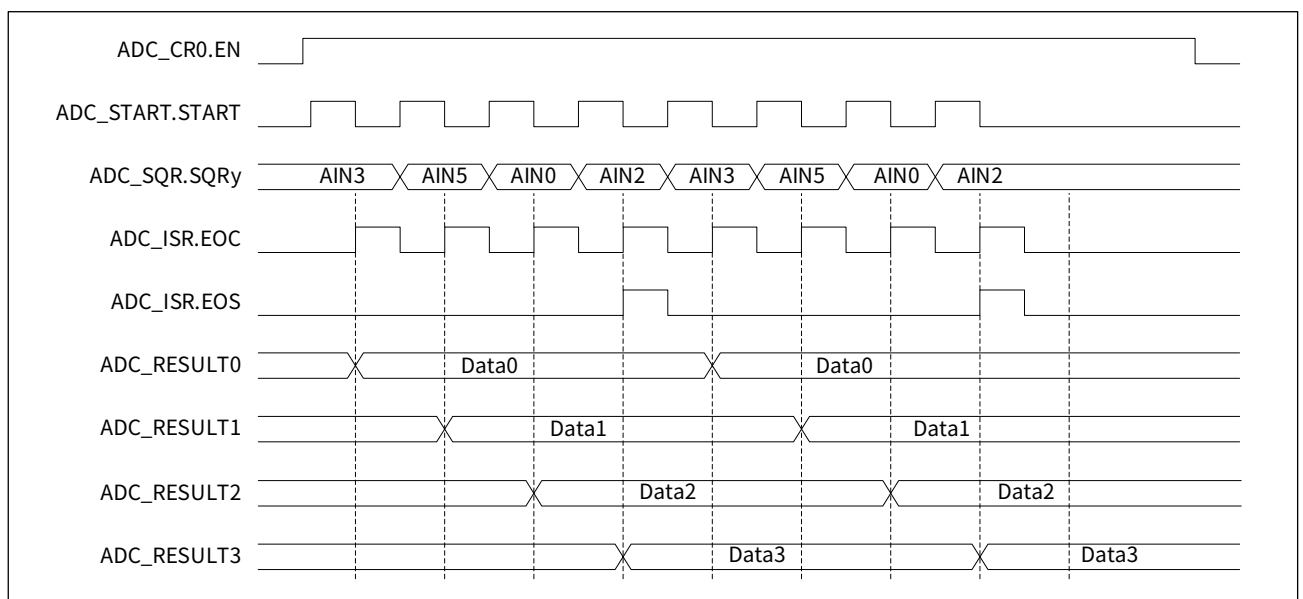 ADC_CR0.EN
ADC_START.START
ADC_SQR.SQRy AIN3 AIN5 AIN0 AIN2 AIN3 AIN5 AIN0 AIN2
ADC_ISR.EOC
ADC_ISR.EOS
ADC_RESULT0 Data0 Data0
ADC_RESULT1 Data1 Data1
ADC_RESULT2 Data2 Data2
ADC_RESULT3 Data3 Data3